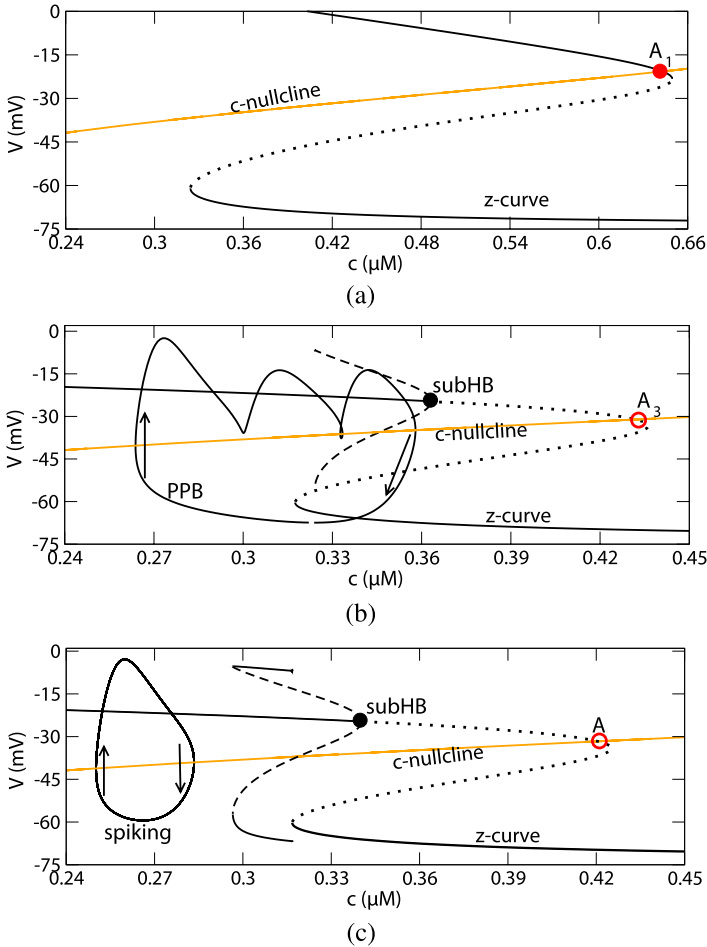 0
-15
-30
-45
-60
-75
V (mV)
A1
c-nullcline
z-curve
0.24 0.3 0.36 0.42 0.48 0.54 0.6 0.66
c (μM)
(a)
0
-15
-30
-45
-60
-75
V (mV)
subHB
A3
c-nullcline
PPB
z-curve
0.24 0.27 0.3 0.33 0.36 0.39 0.42 0.45
c (μM)
(b)
0
-15
-30
-45
-60
-75
V (mV)
subHB
A
c-nullcline
spiking
z-curve
0.24 0.27 0.3 0.33 0.36 0.39 0.42 0.45
c (μM)
(c)